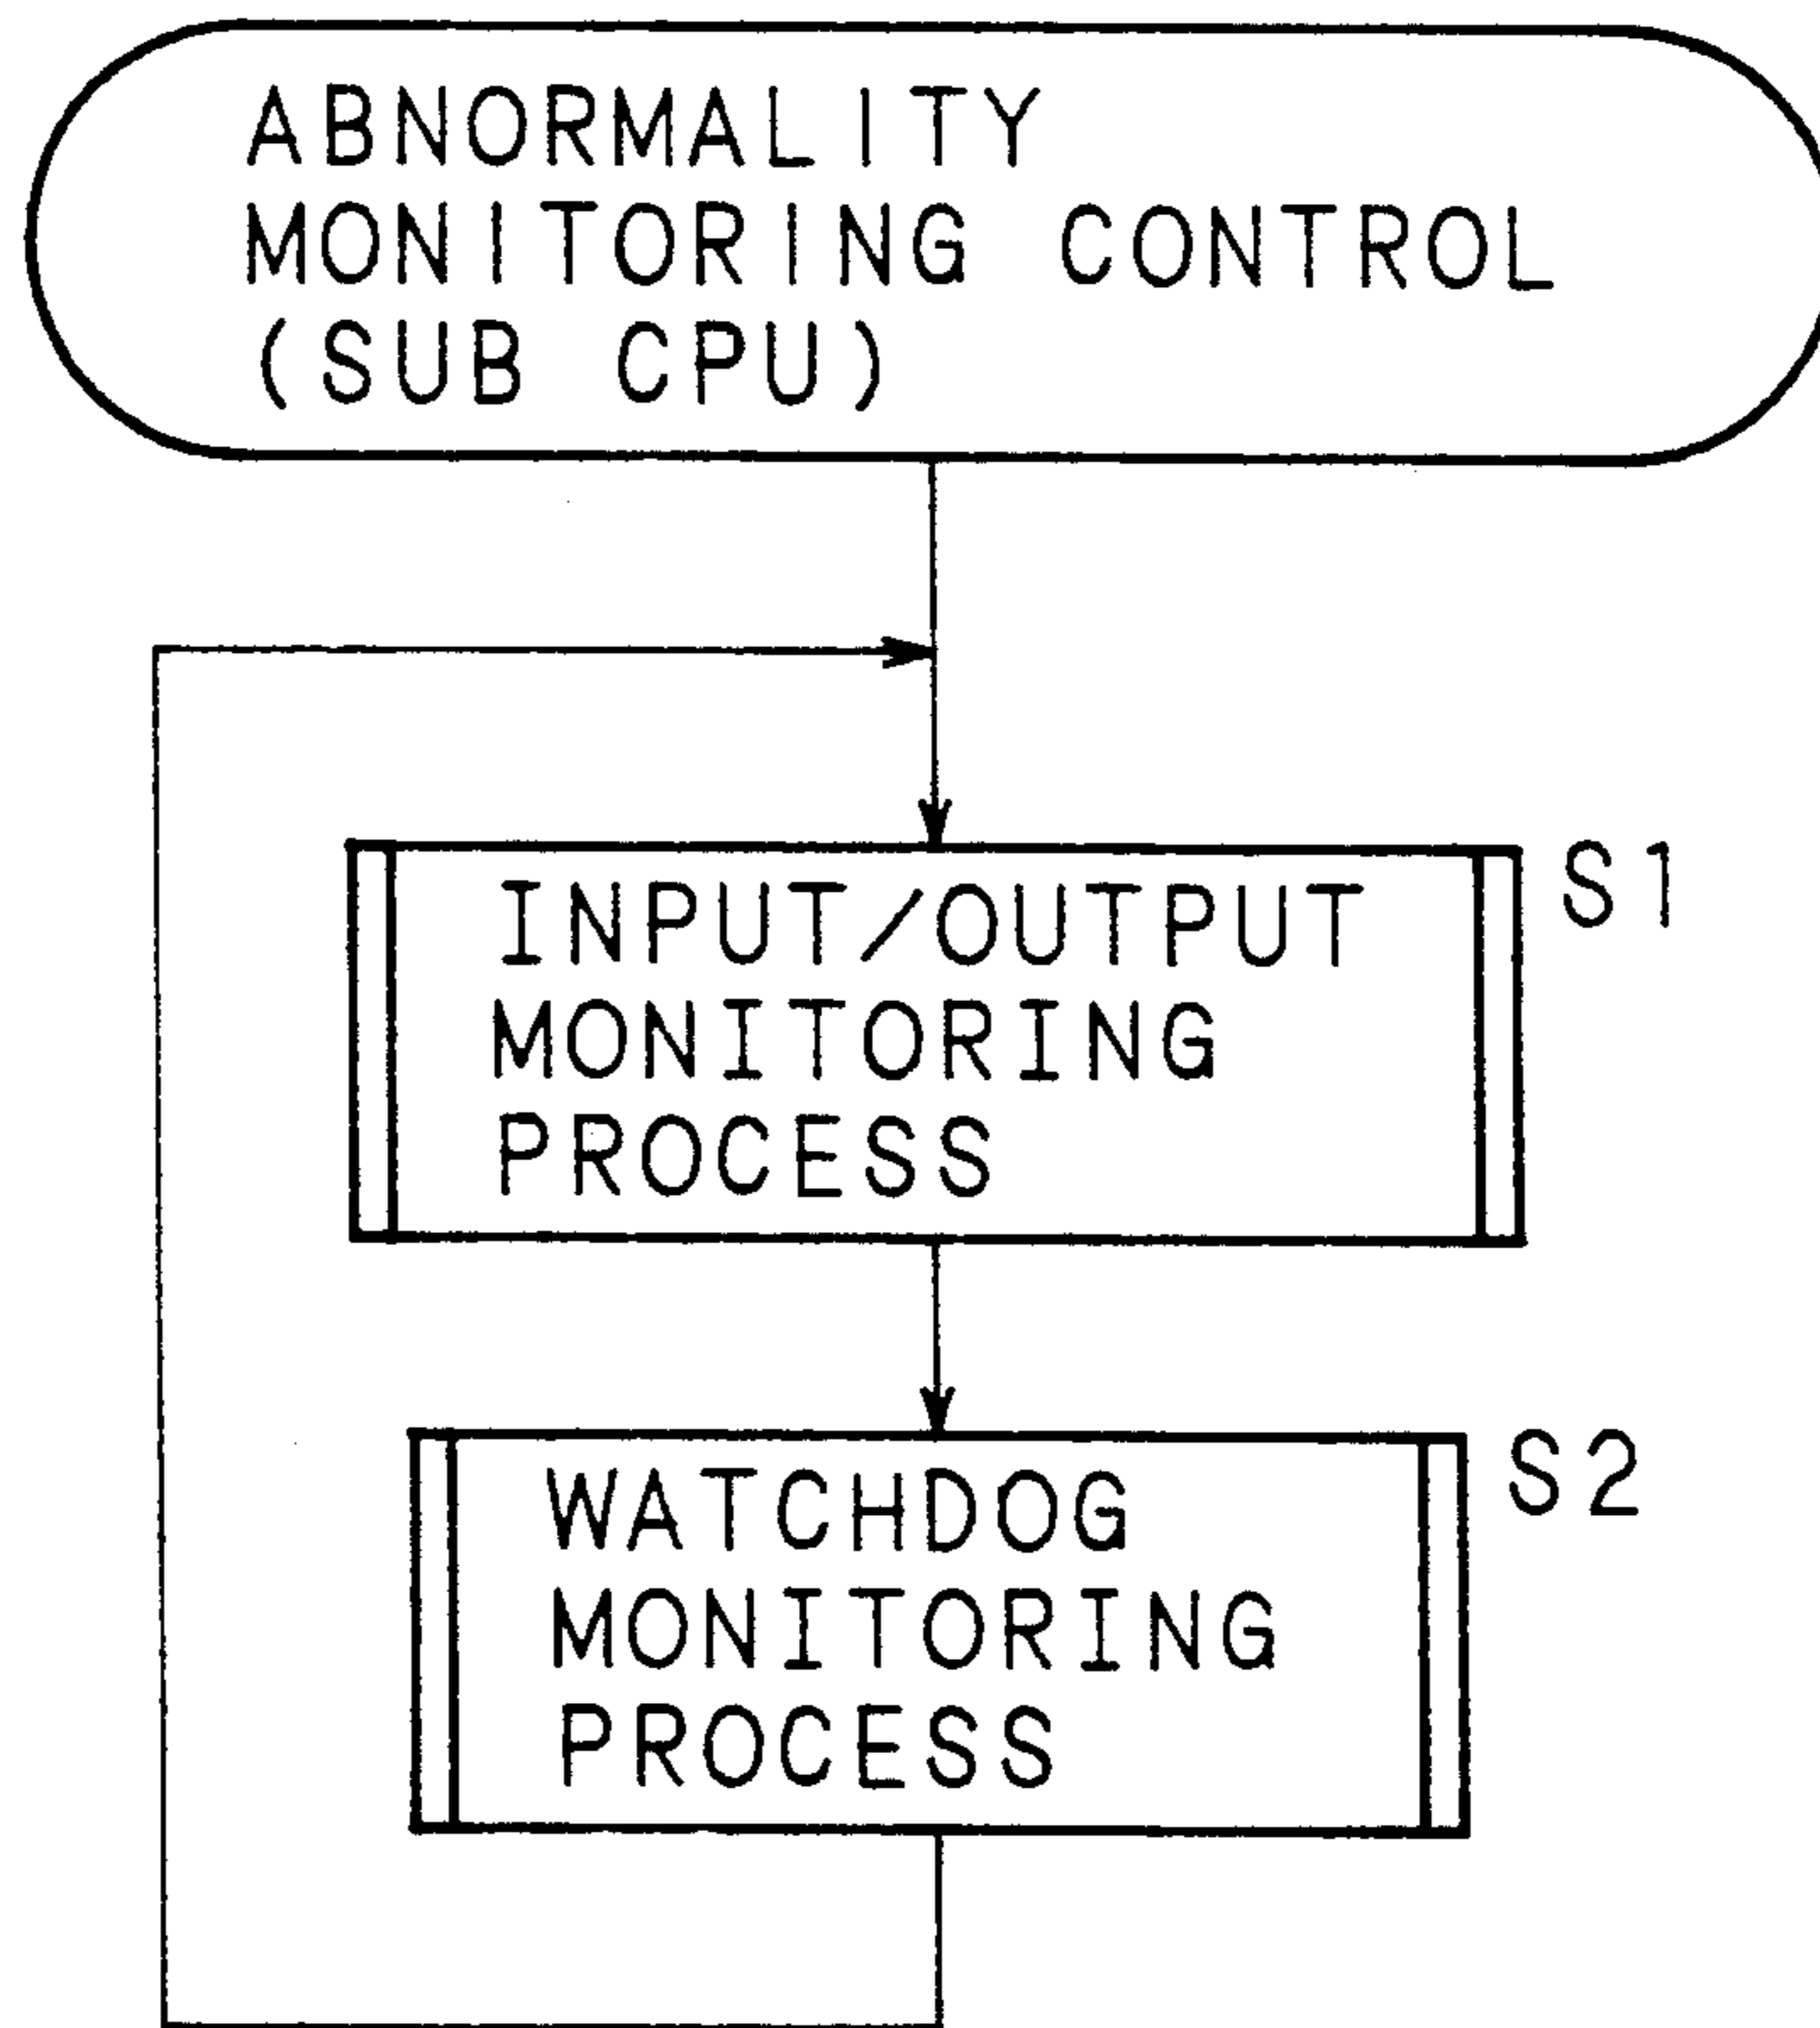 ABNORMALITY
MONITORING CONTROL
(SUB CPU)
INPUT/OUTPUT
MONITORING
PROCESS
S1
WATCHDOG
MONITORING
PROCESS
S2